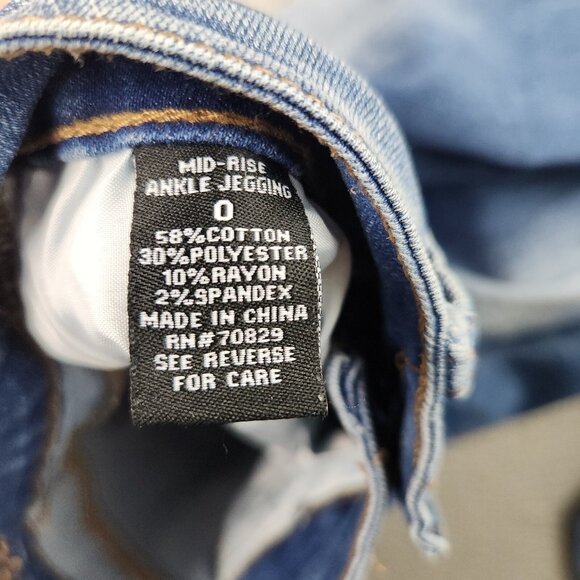 MID-RISE
ANKLE JEGGING
0
58%COTTON
30%POLYESTER
10%RAYON
2%SPANDEX
MADE IN CHINA
RN#70829
SEE REVERSE
FOR CARE